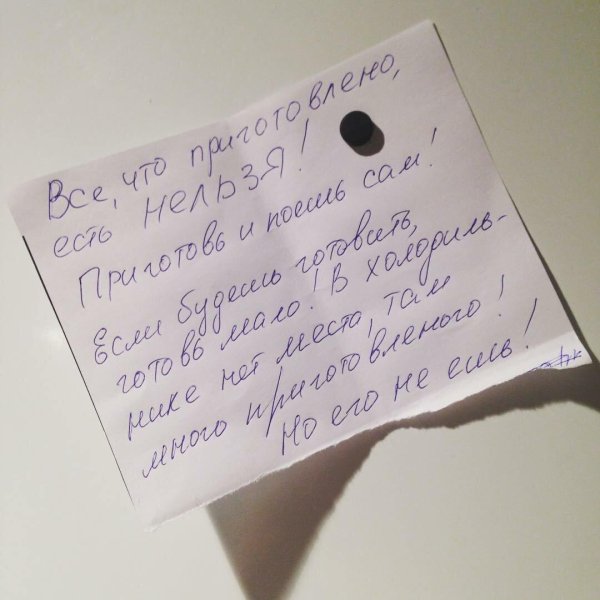 Все, что приготовлено,
есть НЕЛЬЗЯ!
Приготовь и поешь сам!
Если будешь готовить,
готовь мало! В холодиль-
нике нет места, там
много приготовленого!
Но его не ешь!